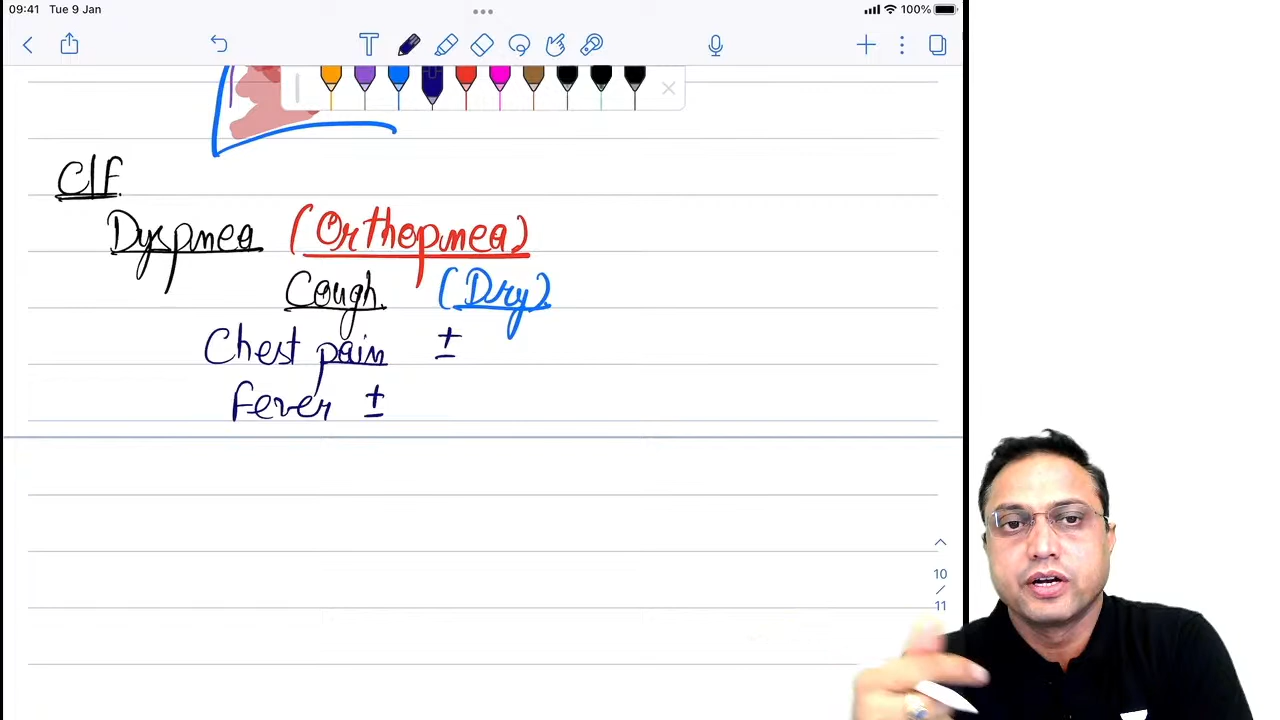 09:41 Tue 9 Jan
100%
T
C/F
Dyspnea (Orthopnea)
Cough (Dry)
Chest pain ±
Fever ±
10
/
11